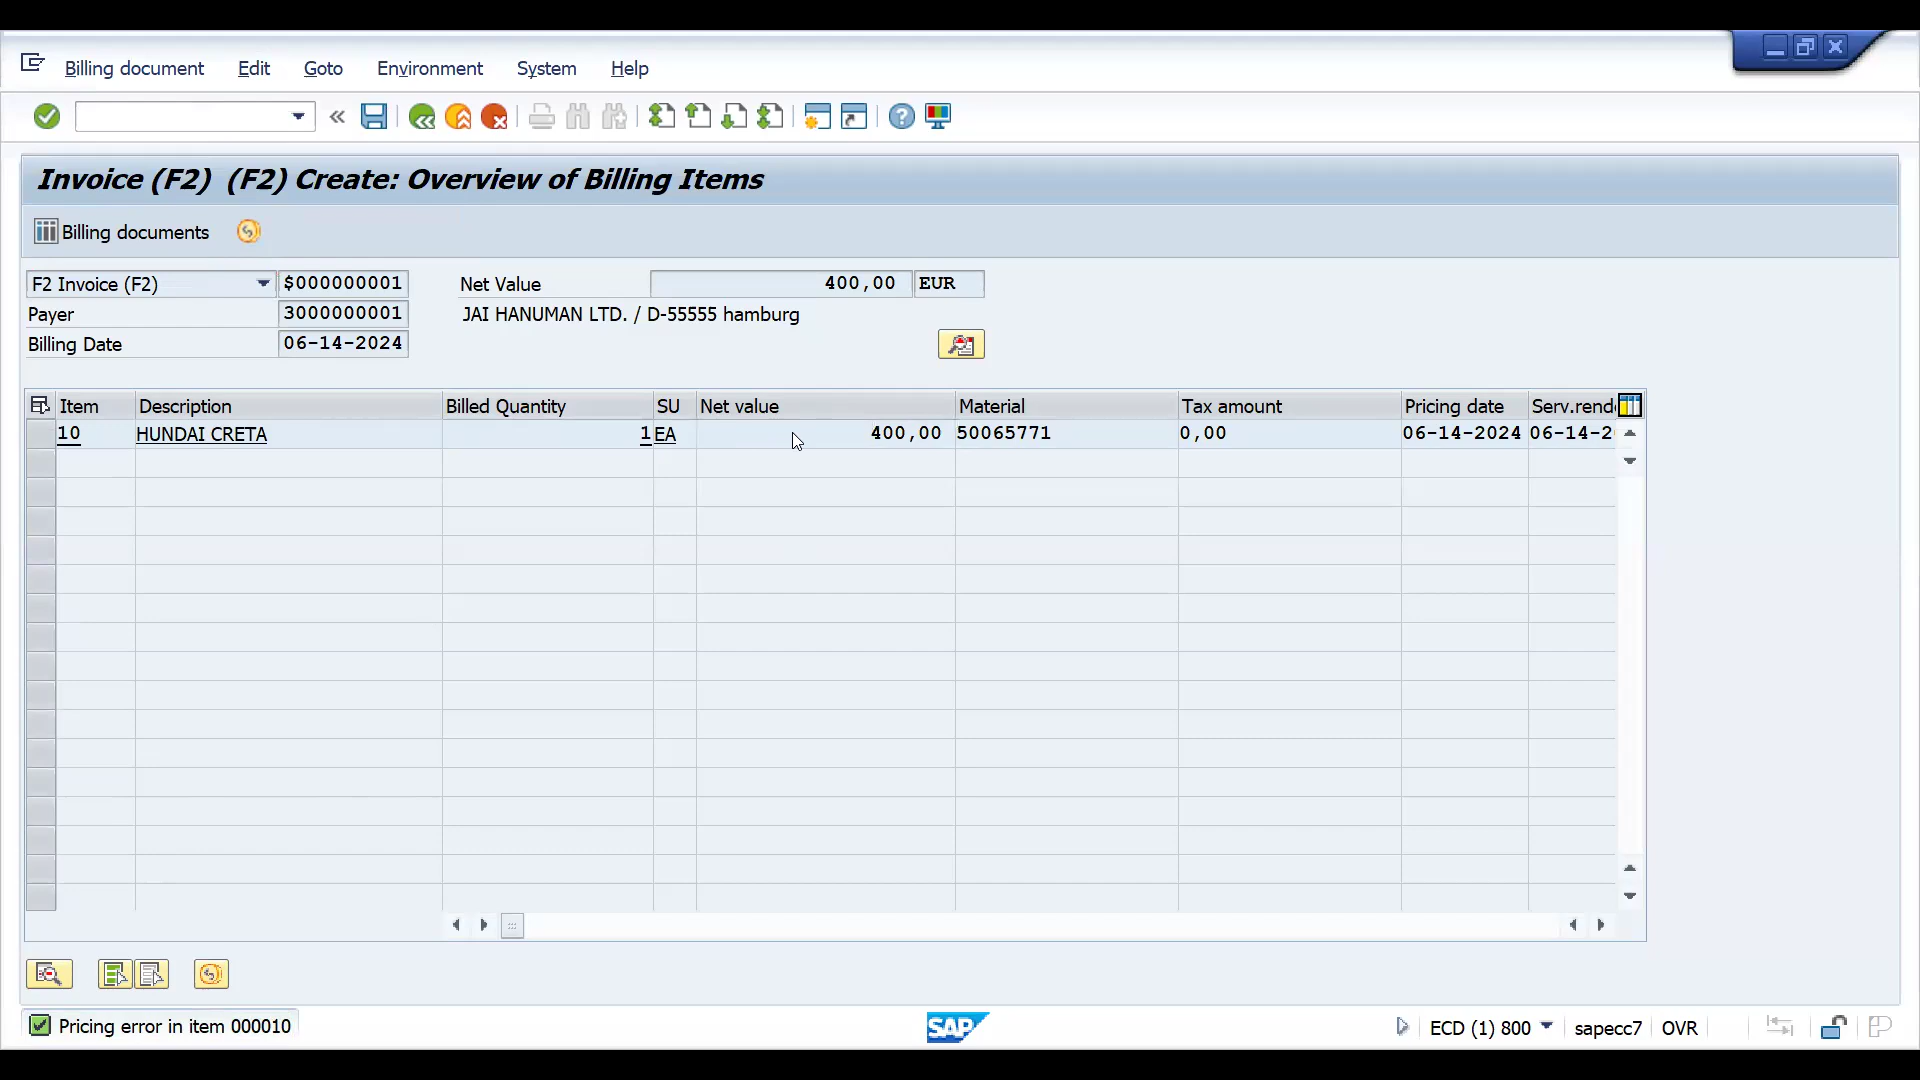 Billing document Edit Goto Environment System Help
Invoice (F2) (F2) Create: Overview of Billing Items
Billing documents
F2 Invoice (F2) $000000001 Net Value 400,00 EUR
Payer 3000000001 JAI HANUMAN LTD. / D-55555 hamburg
Billing Date 06-14-2024
Item Description Billed Quantity SU Net value Material Tax amount Pricing date Serv.rende
10 HUNDAI CRETA 1 EA 400,00 50065771 0,00 06-14-2024 06-14-2
Pricing error in item 000010 SAP ECD (1) 800 sapecc7 OVR